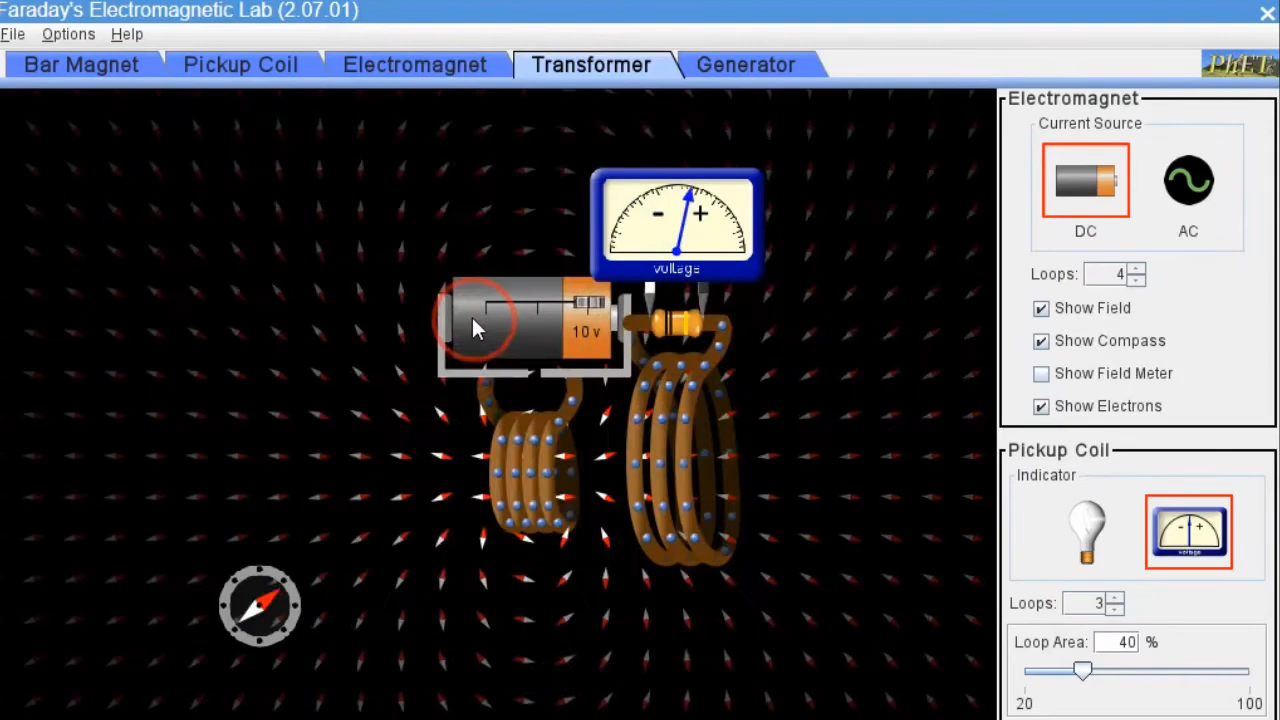 Faraday's Electromagnetic Lab (2.07.01)
File Options Help
Bar Magnet Pickup Coil Electromagnet Transformer Generator
PhET
Electromagnet
Current Source
DC AC
Loops: 4
Show Field
Show Compass
Show Field Meter
Show Electrons
- +
voltage
10 v
Pickup Coil
Indicator
- +
voltage
Loops: 3
Loop Area: 40 %
20 100